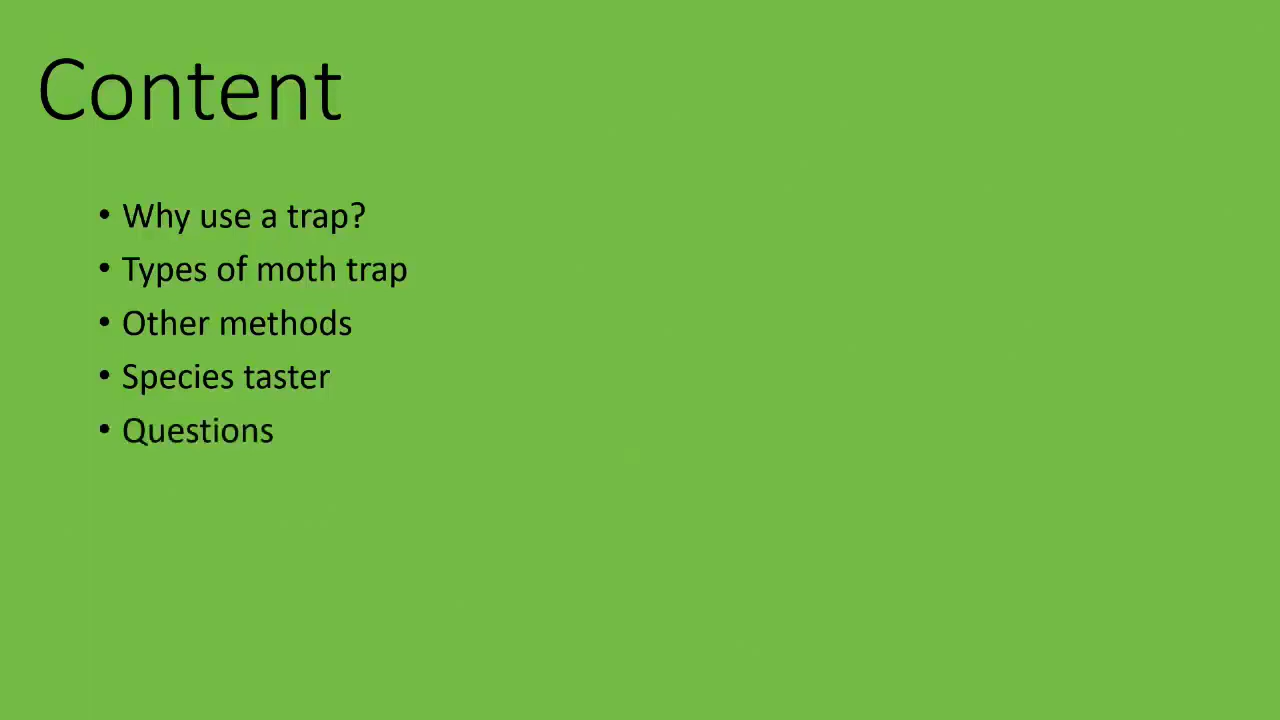 Content
• Why use a trap?
• Types of moth trap
• Other methods
• Species taster
• Questions